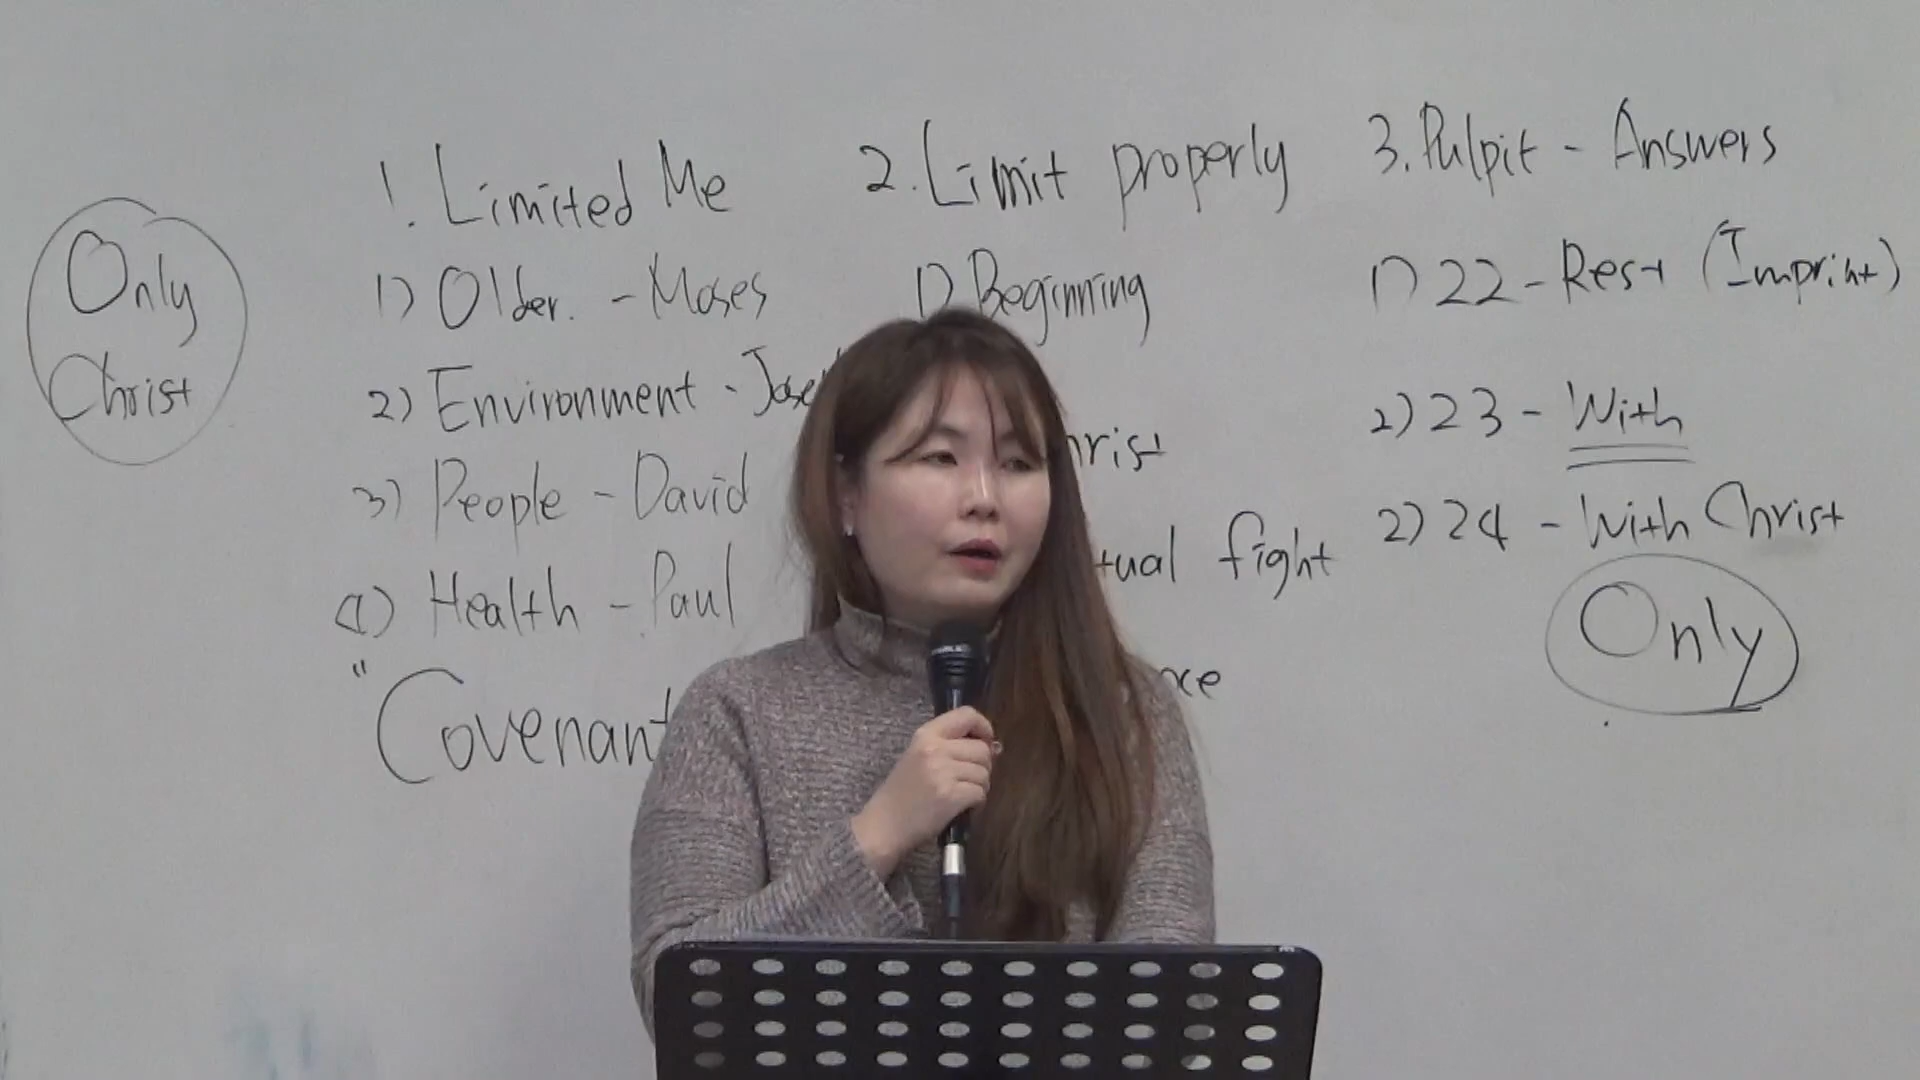 Only
Christ
1. Limited Me
1) Older. - Moses
2) Environment - Jose
3) People - David
4) Health - Paul
"
Covenant
2. Limit properly
1) Beginning
hrist
tual fight
nce
3. Pulpit - Answers
1) 22 - Rest (Imprint)
2) 23 - With
2) 24 - With Christ
Only